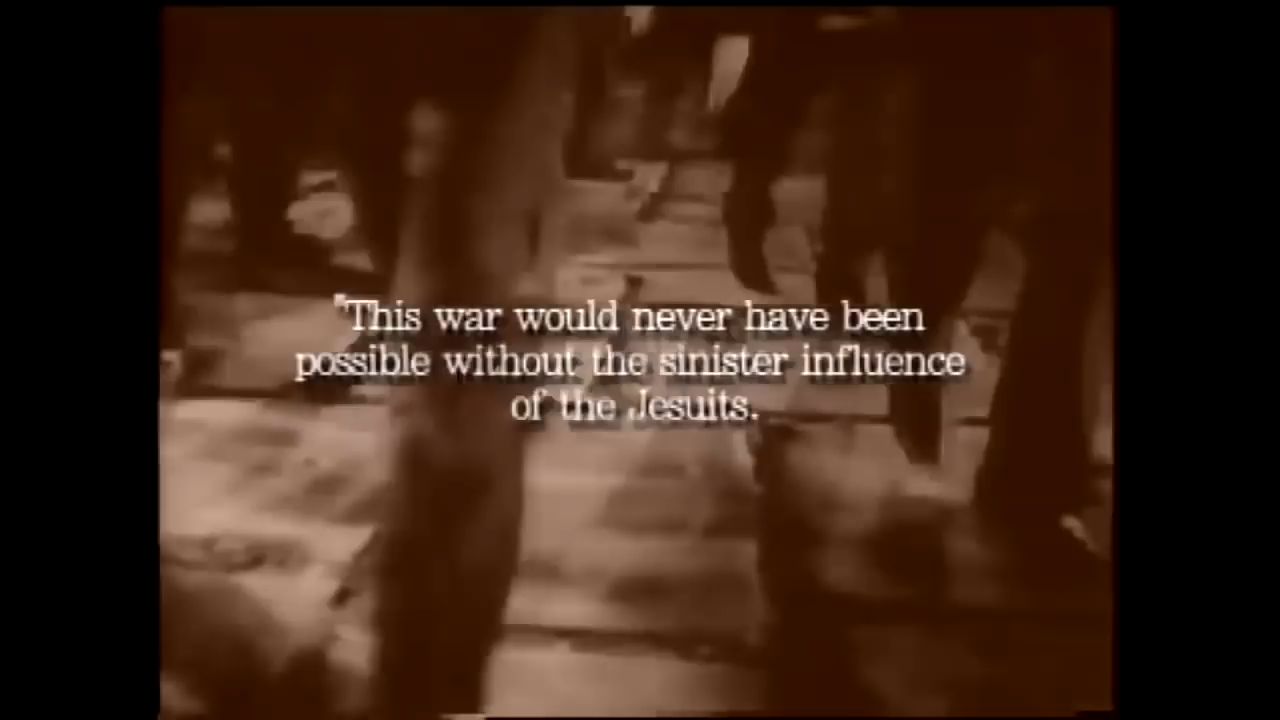 "This war would never have been
possible without the sinister influence
of the Jesuits.